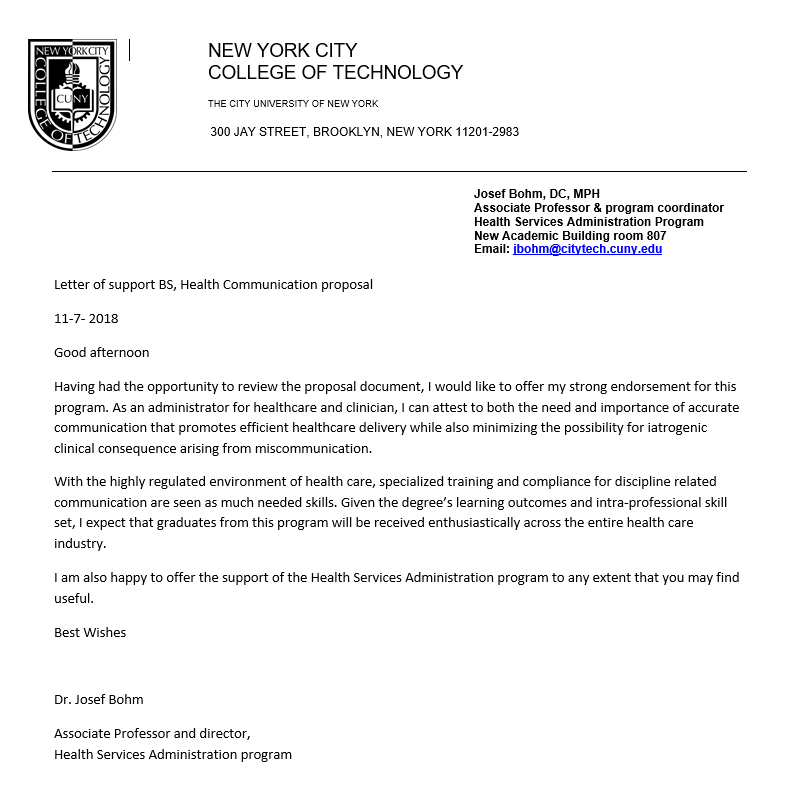 NEW YORK CITY
COLLEGE OF TECHNOLOGY
CUNY
NEW YORK CITY
COLLEGE OF TECHNOLOGY
THE CITY UNIVERSITY OF NEW YORK
300 JAY STREET, BROOKLYN, NEW YORK 11201-2983
Josef Bohm, DC, MPH
Associate Professor & program coordinator
Health Services Administration Program
New Academic Building room 807
Email: jbohm@citytech.cuny.edu
Letter of support BS, Health Communication proposal
11-7- 2018
Good afternoon
Having had the opportunity to review the proposal document, I would like to offer my strong endorsement for this
program. As an administrator for healthcare and clinician, I can attest to both the need and importance of accurate
communication that promotes efficient healthcare delivery while also minimizing the possibility for iatrogenic
clinical consequence arising from miscommunication.
With the highly regulated environment of health care, specialized training and compliance for discipline related
communication are seen as much needed skills. Given the degree’s learning outcomes and intra-professional skill
set, I expect that graduates from this program will be received enthusiastically across the entire health care
industry.
I am also happy to offer the support of the Health Services Administration program to any extent that you may find
useful.
Best Wishes
Dr. Josef Bohm
Associate Professor and director,
Health Services Administration program